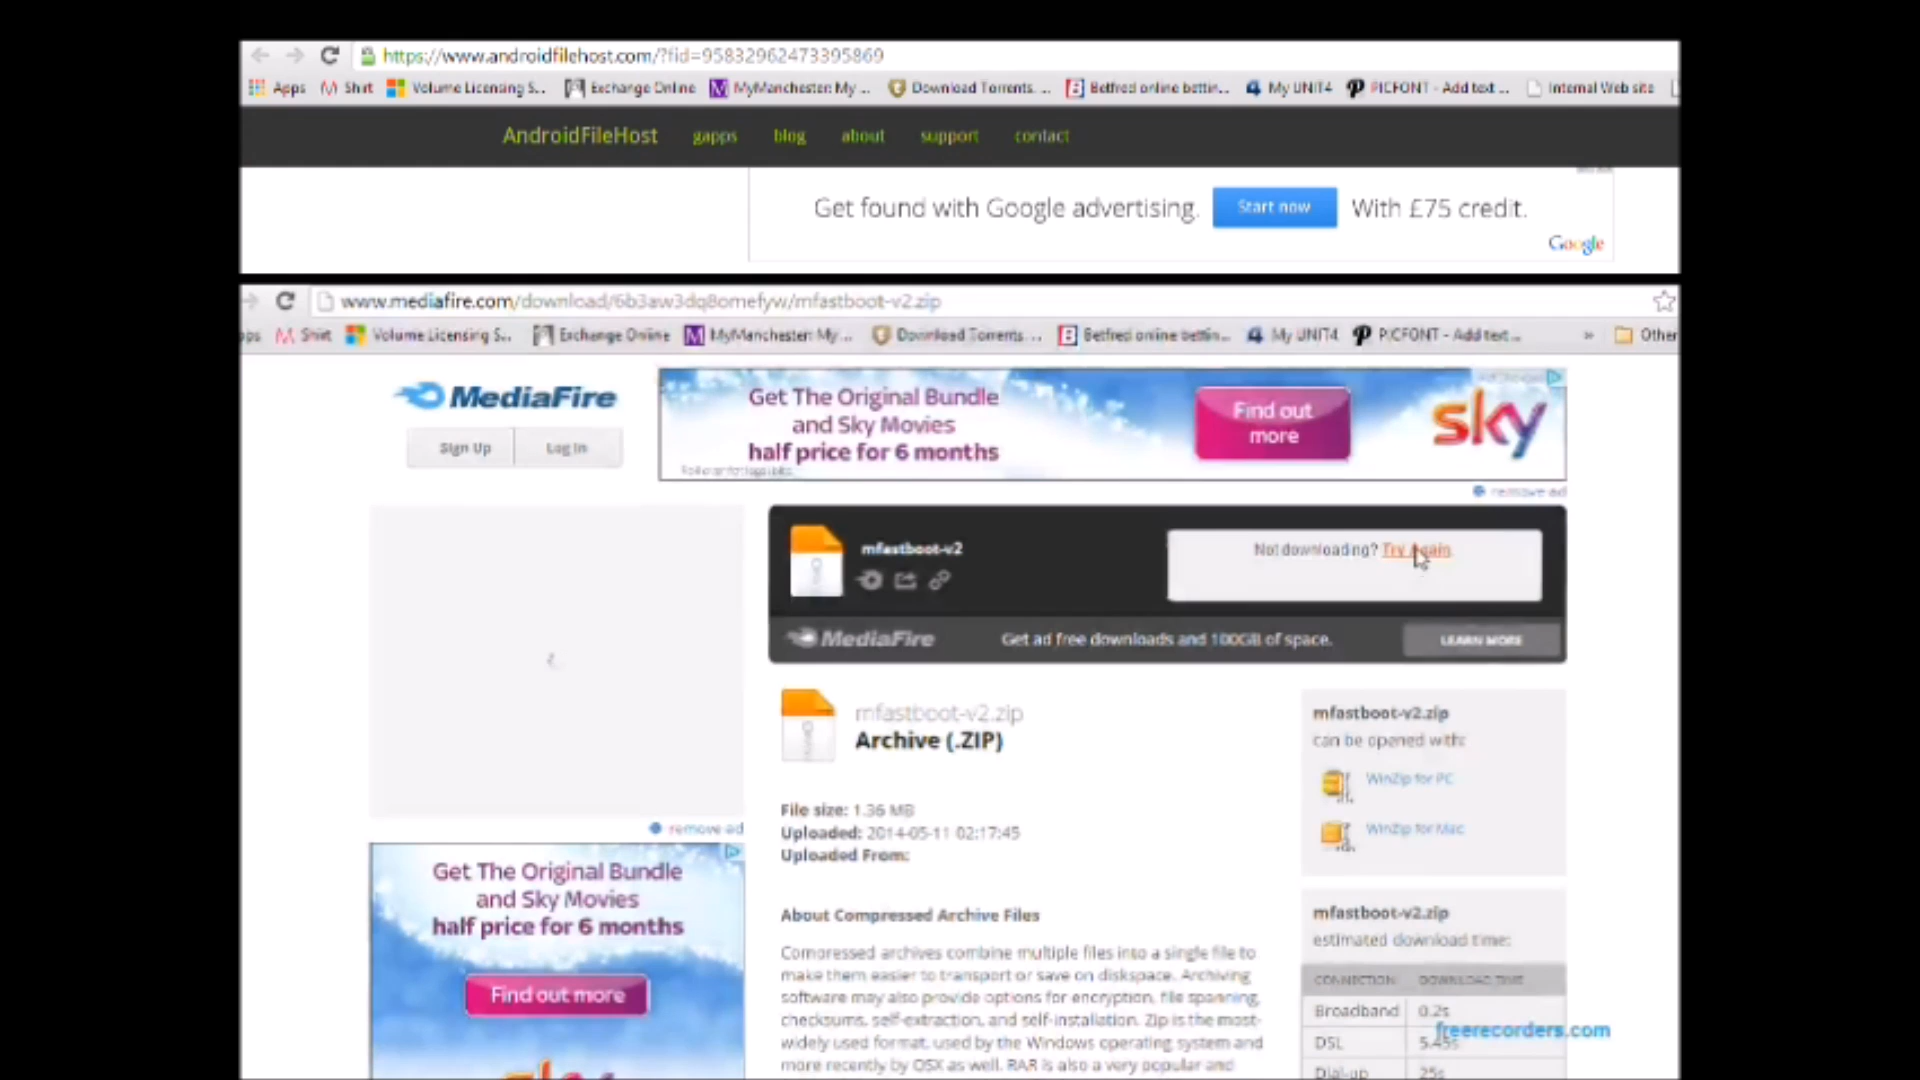 https://www.androidfilehost.com/?fid=95832962473395869
Apps Shirt Volume Licensing S... Exchange Online MyManchester: My ... Download Torrents. ... Betfred online bettin... My UNIT4 PICFONT - Add text ... Internal Web site
AndroidFileHost gapps blog about support contact
Get found with Google advertising. Start now With £75 credit.
Google
www.mediafire.com/download/6b3aw3dq8omefyw/mfastboot-v2.zip
pps Shirt Volume Licensing S... Exchange Online MyManchester: My ... Download Torrents. ... Betfred online bettin... My UNIT4 PICFONT - Add text ... » Other
MediaFire
Sign Up Log In
Get The Original Bundle
and Sky Movies
half price for 6 months
Find out
more
sky
remove ad
mfastboot-v2
Not downloading? Try Again
MediaFire Get ad free downloads and 100GB of space. LEARN MORE
mfastboot-v2.zip
Archive (.ZIP)
File size: 1.36 MB
Uploaded: 2014-05-11 02:17:45
Uploaded From:
About Compressed Archive Files
Compressed archives combine multiple files into a single file to
make them easier to transport or save on diskspace. Archiving
software may also provide options for encryption, file spanning,
checksums, self-extraction, and self-installation. Zip is the most-
widely used format, used by the Windows operating system and
more recently by OSX as well. RAR is also a very popular and
mfastboot-v2.zip
can be opened with:
WinZip for PC
WinZip for Mac
mfastboot-v2.zip
estimated download time:
CONNECTION DOWNLOAD TIME
Broadband 0.2s
DSL 5.45s
Dial-up 25s
remove ad
Get The Original Bundle
and Sky Movies
half price for 6 months
Find out more
sky
freerecorders.com